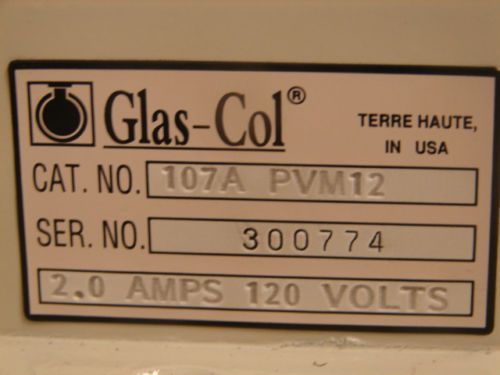 Glas-Col®
TERRE HAUTE,
IN USA
CAT. NO. 107A PVM12
SER. NO. 300774
2.0 AMPS 120 VOLTS